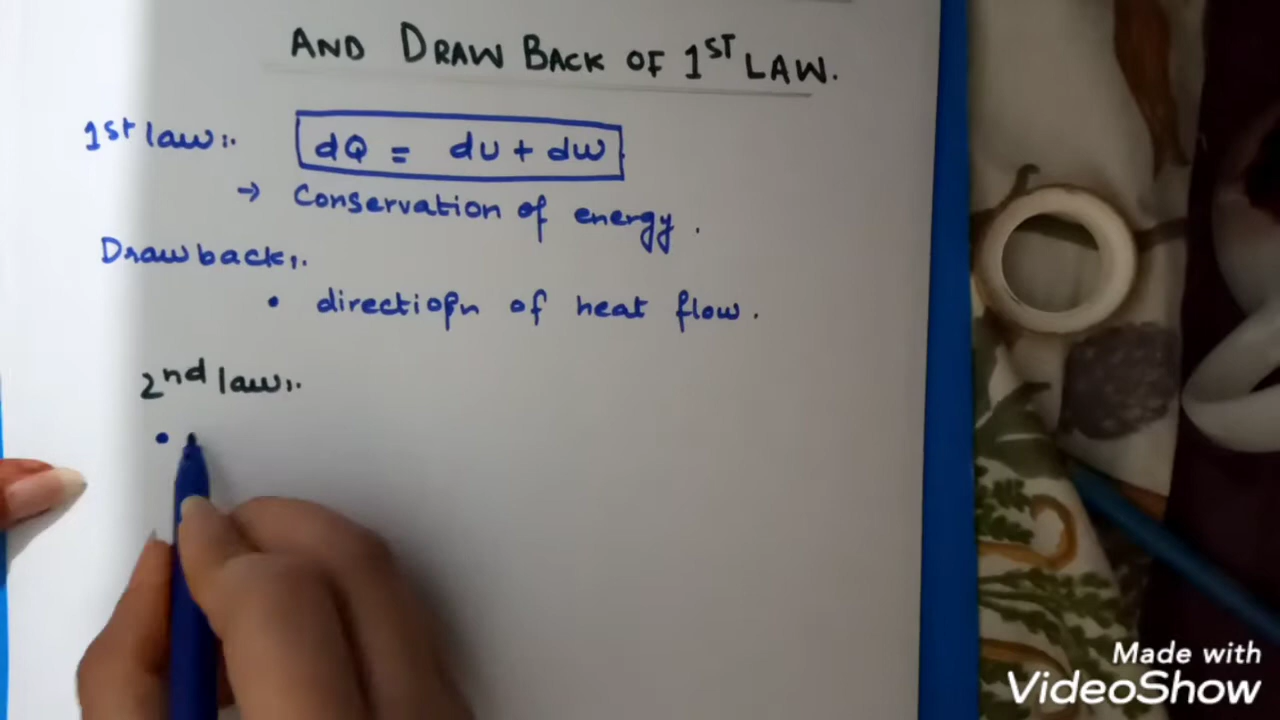 AND DRAW BACK OF 1ST LAW.
1st law:. dQ = du + dw
→ Conservation of energy.
Drawback:.
• direction of heat flow.
2nd law:.
•
Made with
VideoShow